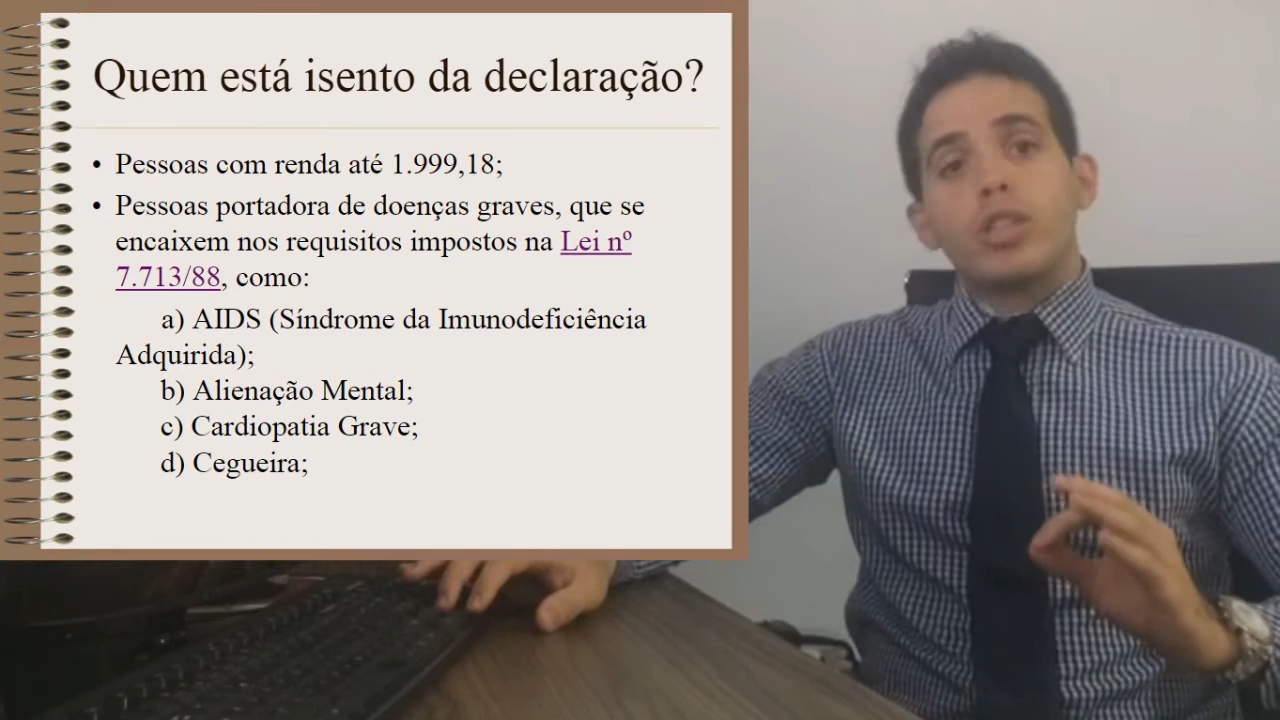 Quem está isento da declaração?
• Pessoas com renda até 1.999,18;
• Pessoas portadora de doenças graves, que se
encaixem nos requisitos impostos na Lei nº
7.713/88, como:
a) AIDS (Síndrome da Imunodeficiência
Adquirida);
b) Alienação Mental;
c) Cardiopatia Grave;
d) Cegueira;